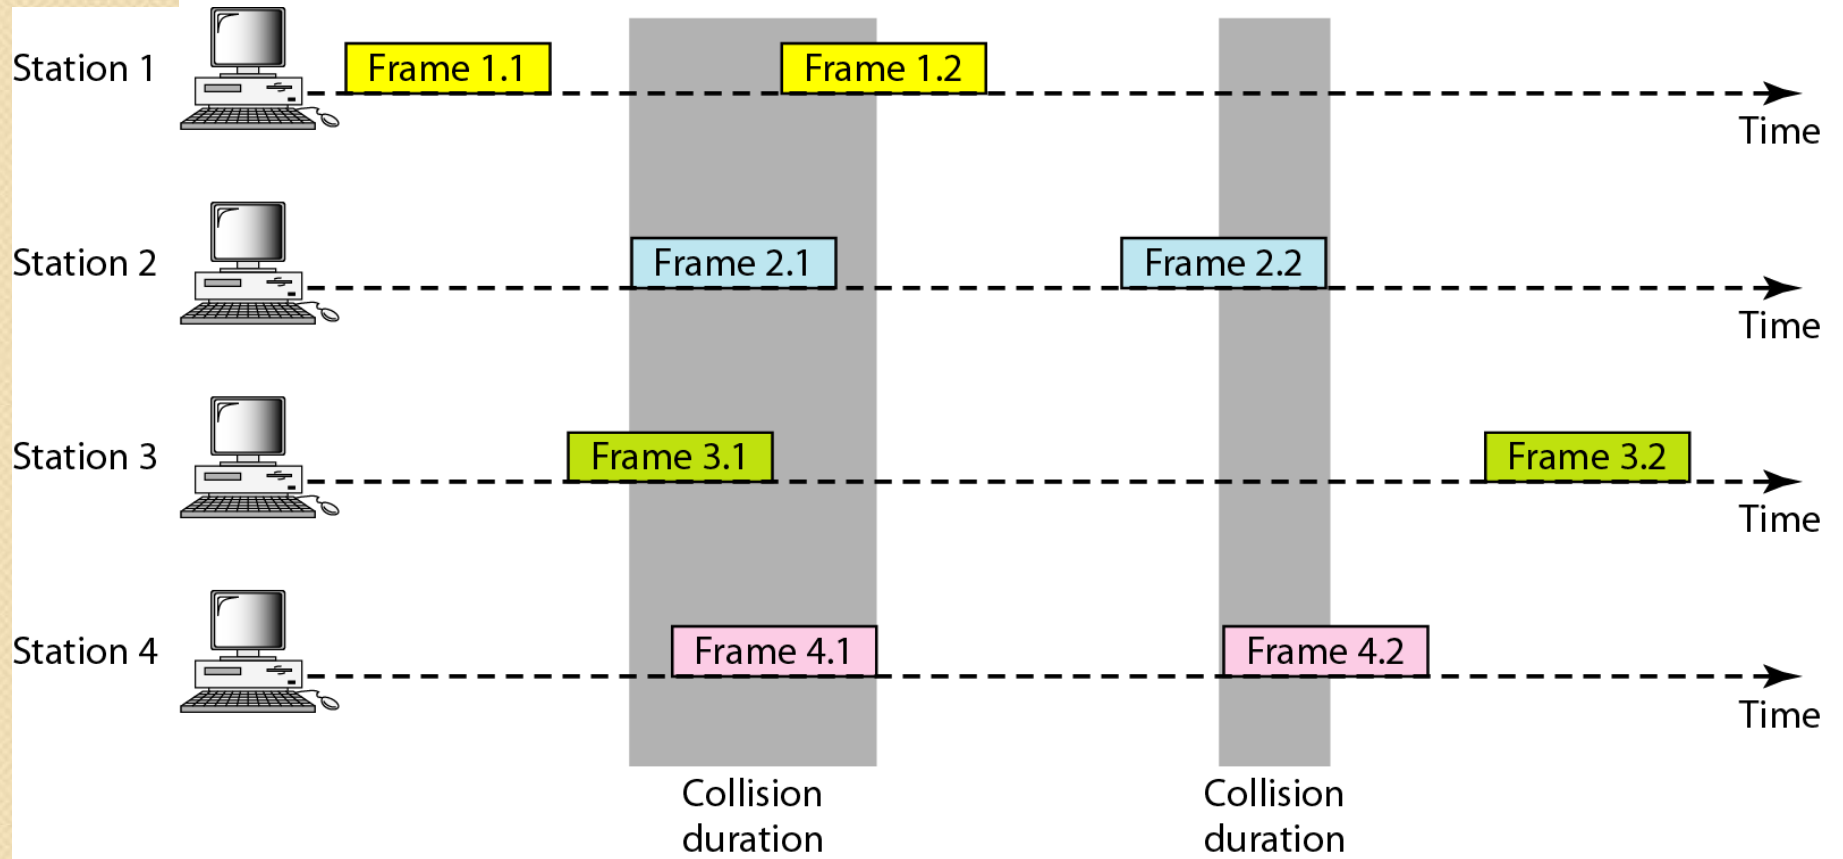 Station 1
Frame 1.1
Frame 1.2
Time
Station 2
Frame 2.1
Frame 2.2
Time
Station 3
Frame 3.1
Frame 3.2
Time
Station 4
Frame 4.1
Frame 4.2
Time
Collision
duration
Collision
duration